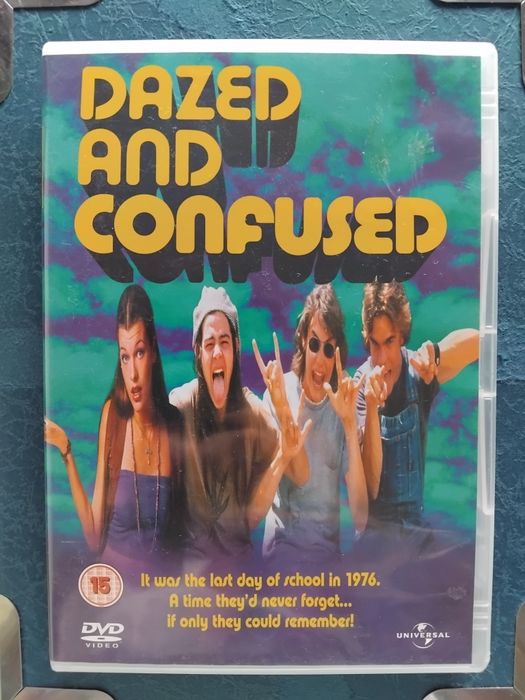 DAZED
AND
CONFUSED
It was the last day of school in 1976.
A time they'd never forget...
if only they could remember!
15
DVD
VIDEO
UNIVERSAL